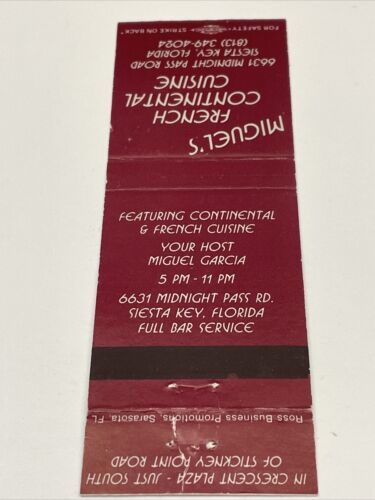 MIGUEL'S
FRENCH
CONTINENTAL
CUISINE
6631 MIDNIGHT PASS ROAD
SIESTA KEY, FLORIDA
(813) 349-4024
FOR SAFETY STRIKE ON BACK
FEATURING CONTINENTAL
& FRENCH CUISINE
YOUR HOST
MIGUEL GARCIA
5 PM - 11 PM
6631 MIDNIGHT PASS RD.
SIESTA KEY, FLORIDA
FULL BAR SERVICE
Ross Business Promotions, Sarasota, FL
IN CRESCENT PLAZA - JUST SOUTH
OF STICKNEY POINT ROAD